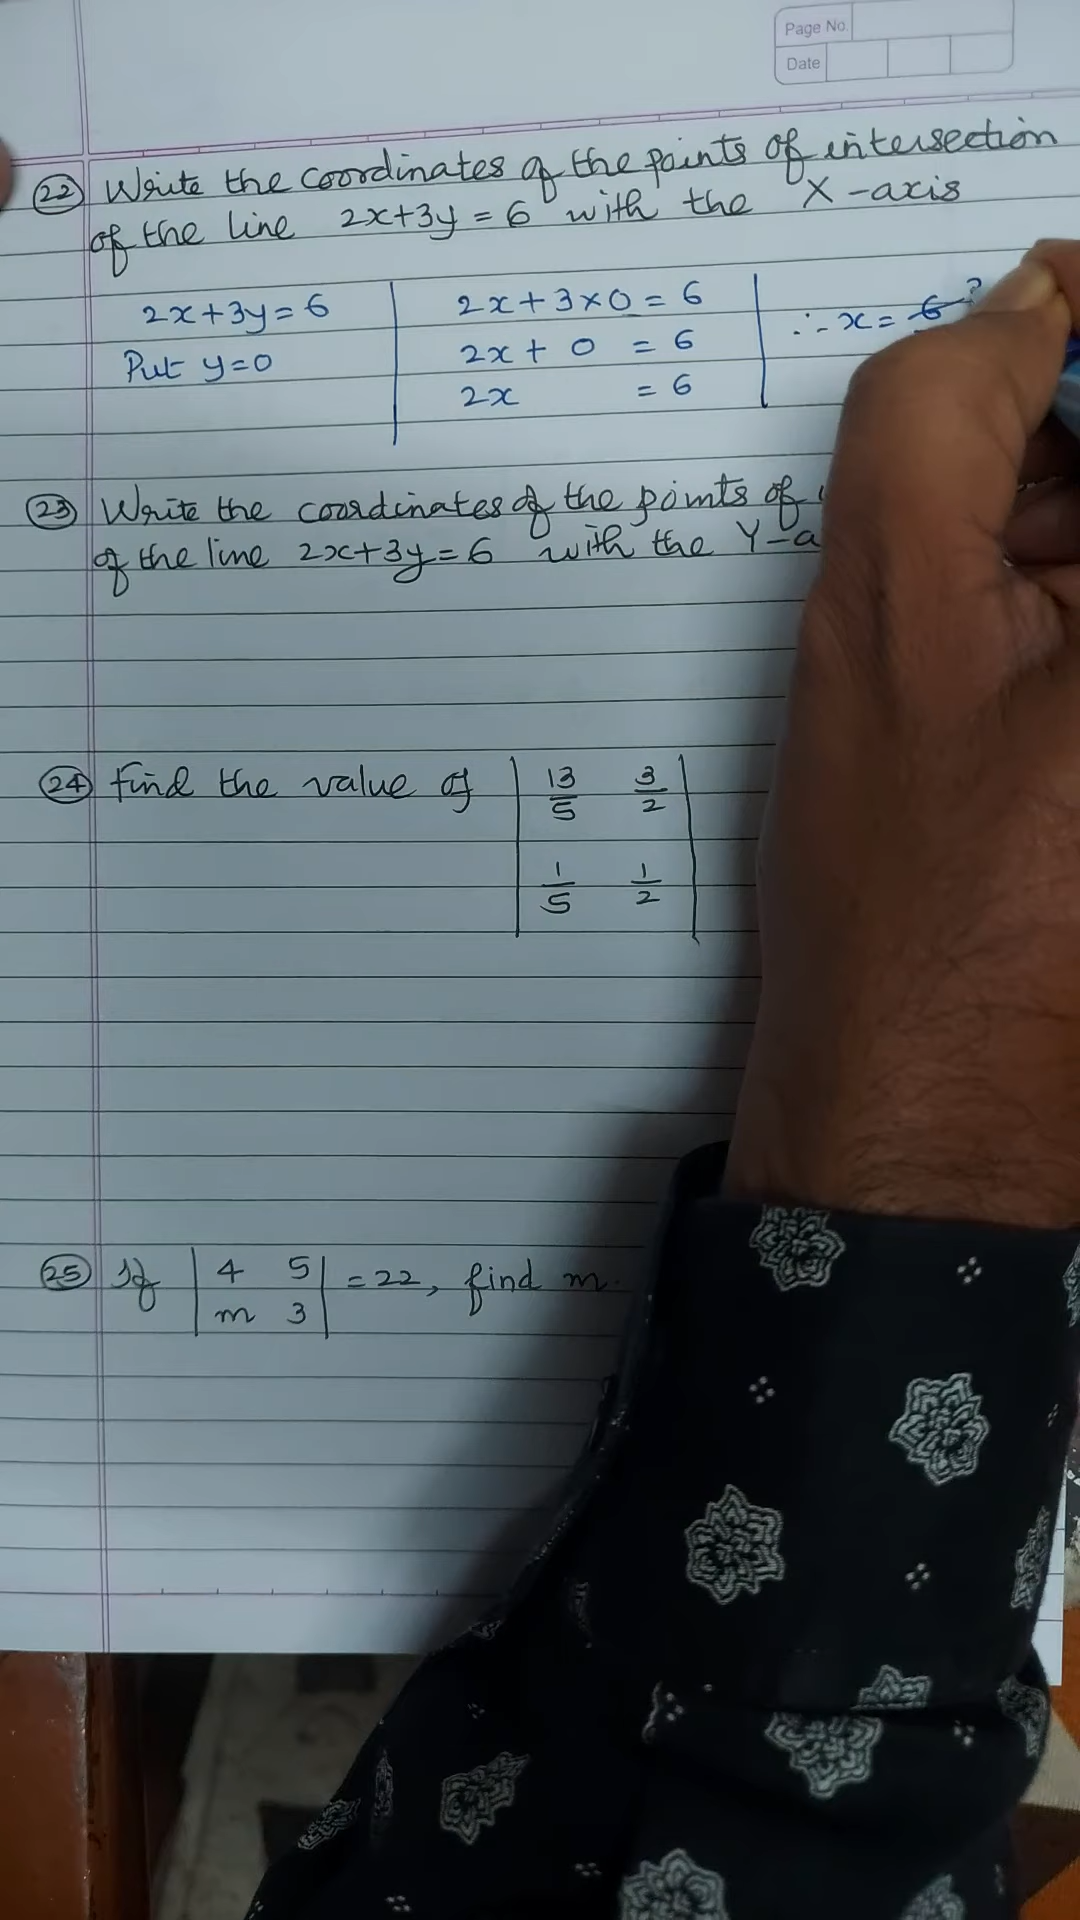 Page No.
Date
22 Write the coordinates of the points of intersection
of the line 2x+3y = 6 with the X-axis
2x+3y=6
Put y=0
2x + 3×0 = 6
2x + 0 = 6
2x = 6
∴ x = 6
23 Write the coordinates of the points of
of the line 2x+3y=6 with the Y-a
24 Find the value of | 13/5 3/2 |
| 1/5 1/2 |
25 If | 4 5 | = 22, find m.
| m 3 |